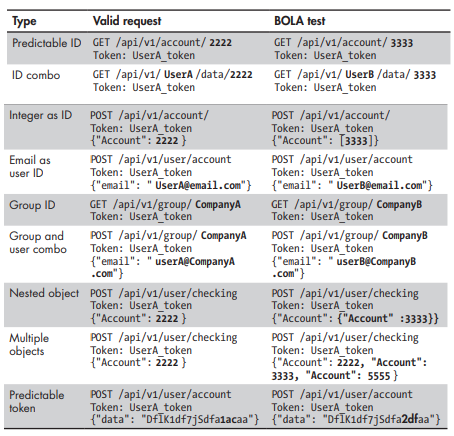 Type Valid request BOLA test
Predictable ID GET /api/v1/account/ 2222 GET /api/v1/account/ 3333
Token: UserA_token Token: UserA_token
ID combo GET /api/v1/ UserA /data/2222 GET /api/v1/ UserB /data/ 3333
Token: UserA_token Token: UserA_token
Integer as ID POST /api/v1/account/ POST /api/v1/account/
Token: UserA_token Token: UserA_token
{"Account": 2222 } {"Account": [3333]}
Email as POST /api/v1/user/account POST /api/v1/user/account
user ID Token: UserA_token Token: UserA_token
{"email": " UserA@email.com"} {"email": " UserB@email.com"}
Group ID GET /api/v1/group/ CompanyA GET /api/v1/group/ CompanyB
Token: UserA_token Token: UserA_token
Group and POST /api/v1/group/ CompanyA POST /api/v1/group/ CompanyB
user combo Token: UserA_token Token: UserA_token
{"email": " userA@CompanyA {"email": " userB@CompanyB
.com"} .com"}
Nested object POST /api/v1/user/checking POST /api/v1/user/checking
Token: UserA_token Token: UserA_token
{"Account": 2222 } {"Account": {"Account" :3333}}
Multiple POST /api/v1/user/checking POST /api/v1/user/checking
objects Token: UserA_token Token: UserA_token
{"Account": 2222 } {"Account": 2222, "Account":
3333, "Account": 5555 }
Predictable POST /api/v1/user/account POST /api/v1/user/account
token Token: UserA_token Token: UserA_token
{"data": "DflK1df7jSdfa1acaa"} {"data": "DflK1df7jSdfa2dfaa"}